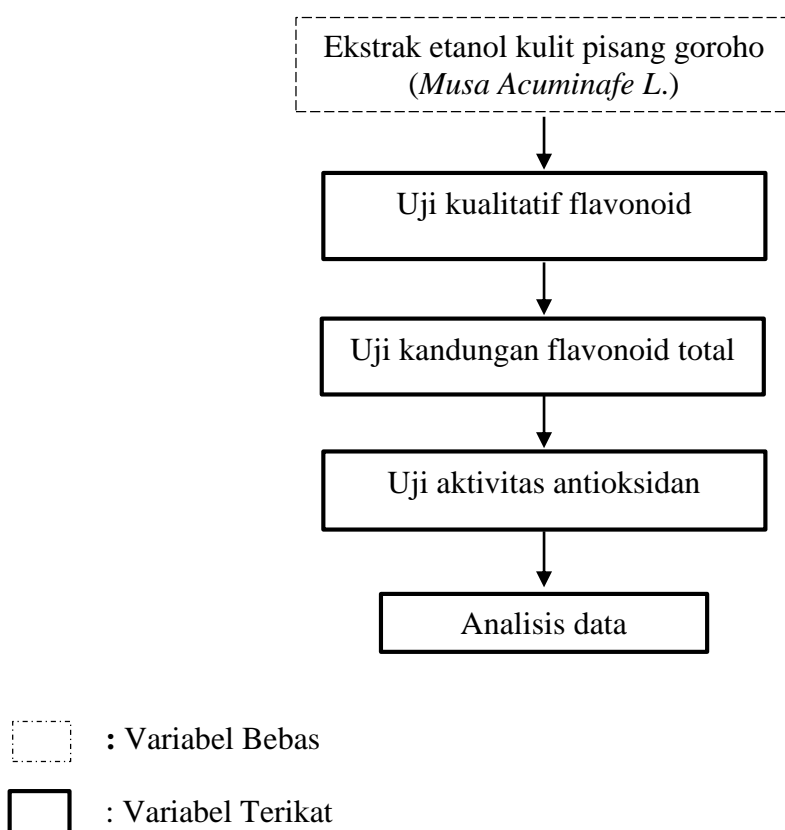 Ekstrak etanol kulit pisang goroho
(Musa Acuminafe L.)
Uji kualitatif flavonoid
Uji kandungan flavonoid total
Uji aktivitas antioksidan
Analisis data
: Variabel Bebas
: Variabel Terikat